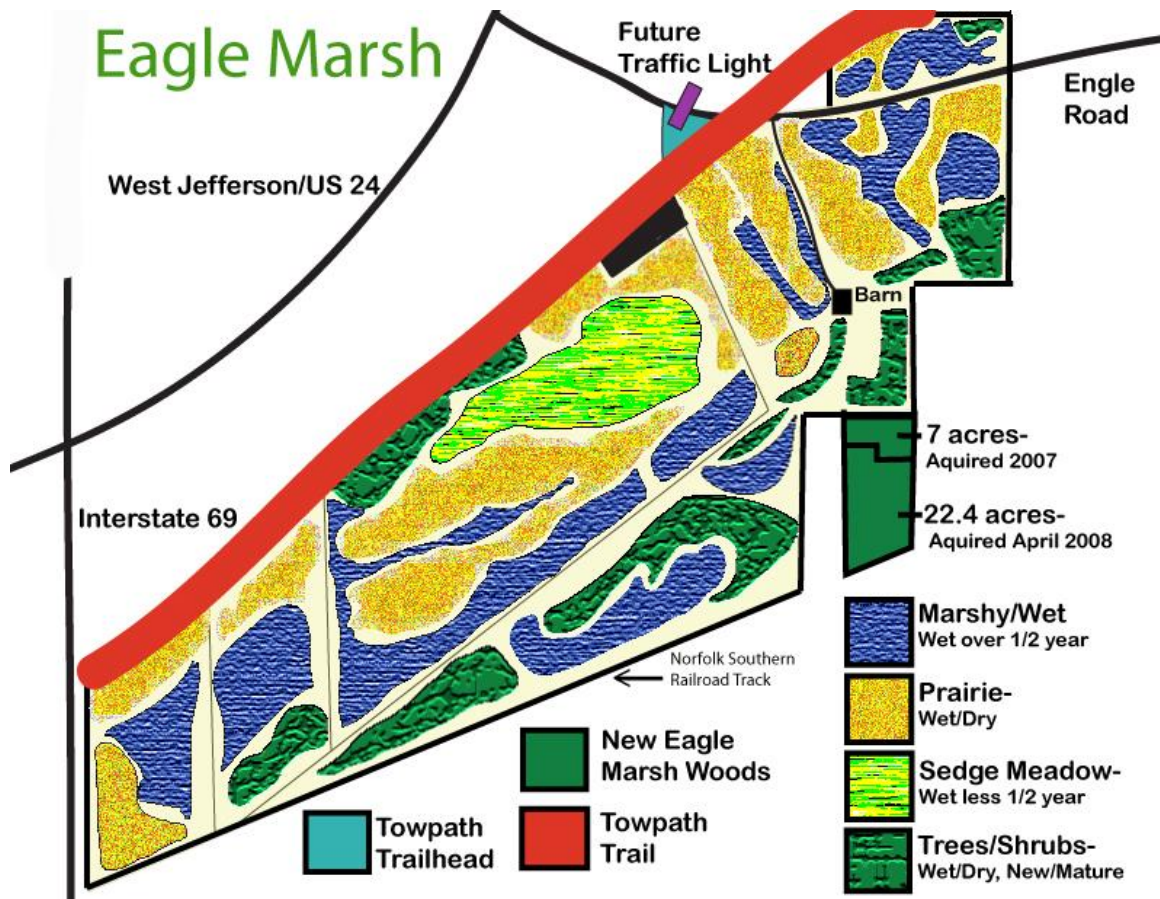 Eagle Marsh
Future
Traffic Light
Engle
Road
West Jefferson/US 24
Barn
7 acres-
Aquired 2007
Interstate 69
22.4 acres-
Aquired April 2008
Marshy/Wet
Wet over 1/2 year
Norfolk Southern
Railroad Track
Prairie-
Wet/Dry
New Eagle
Marsh Woods
Sedge Meadow-
Wet less 1/2 year
Towpath
Trailhead
Towpath
Trail
Trees/Shrubs-
Wet/Dry, New/Mature